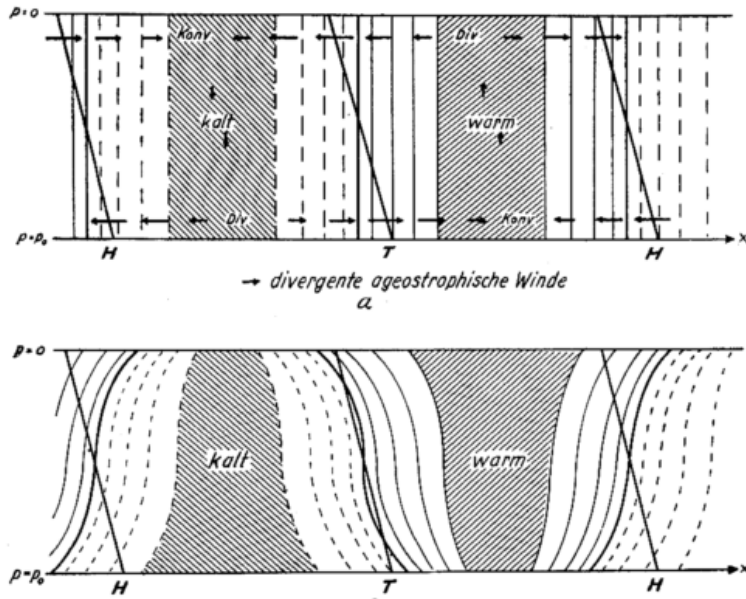 p=0
Konv Div
kalt warm
Div Konv
p=p₀ x
H T H
→ divergente ageostrophische Winde
a
p=0
kalt warm
p=p₀ x
H T H